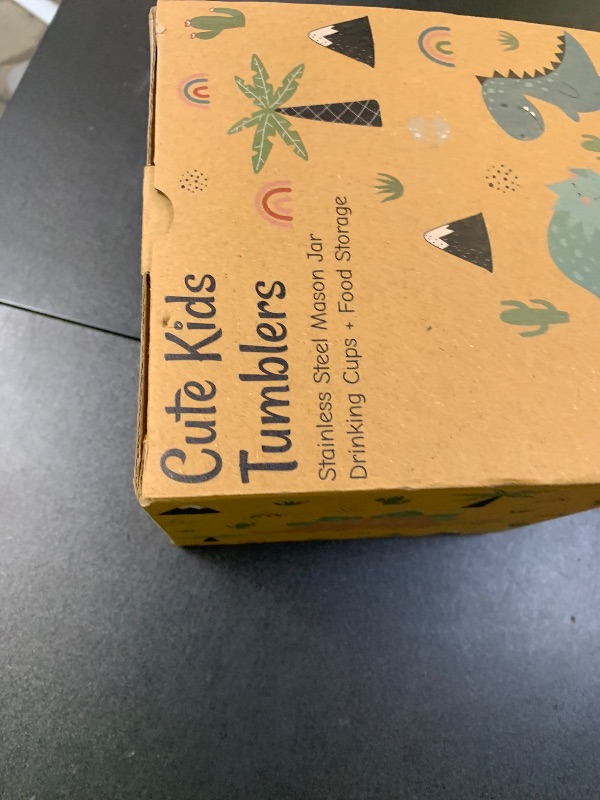 Cute Kids
Tumblers
Stainless Steel Mason Jar
Drinking Cups + Food Storage